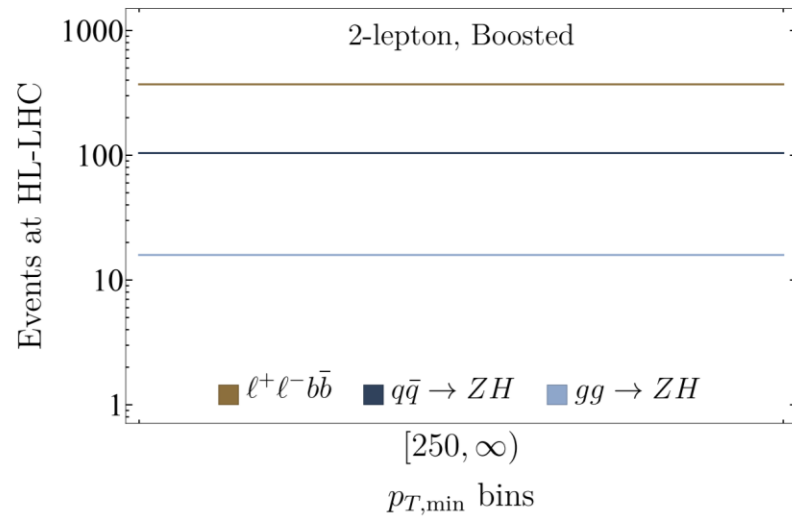 2-lepton, Boosted
Events at HL-LHC
1000
100
10
1
ℓ⁺ℓ⁻bb̄ qq̄ → ZH gg → ZH
[250, ∞)
p_{T,min} bins